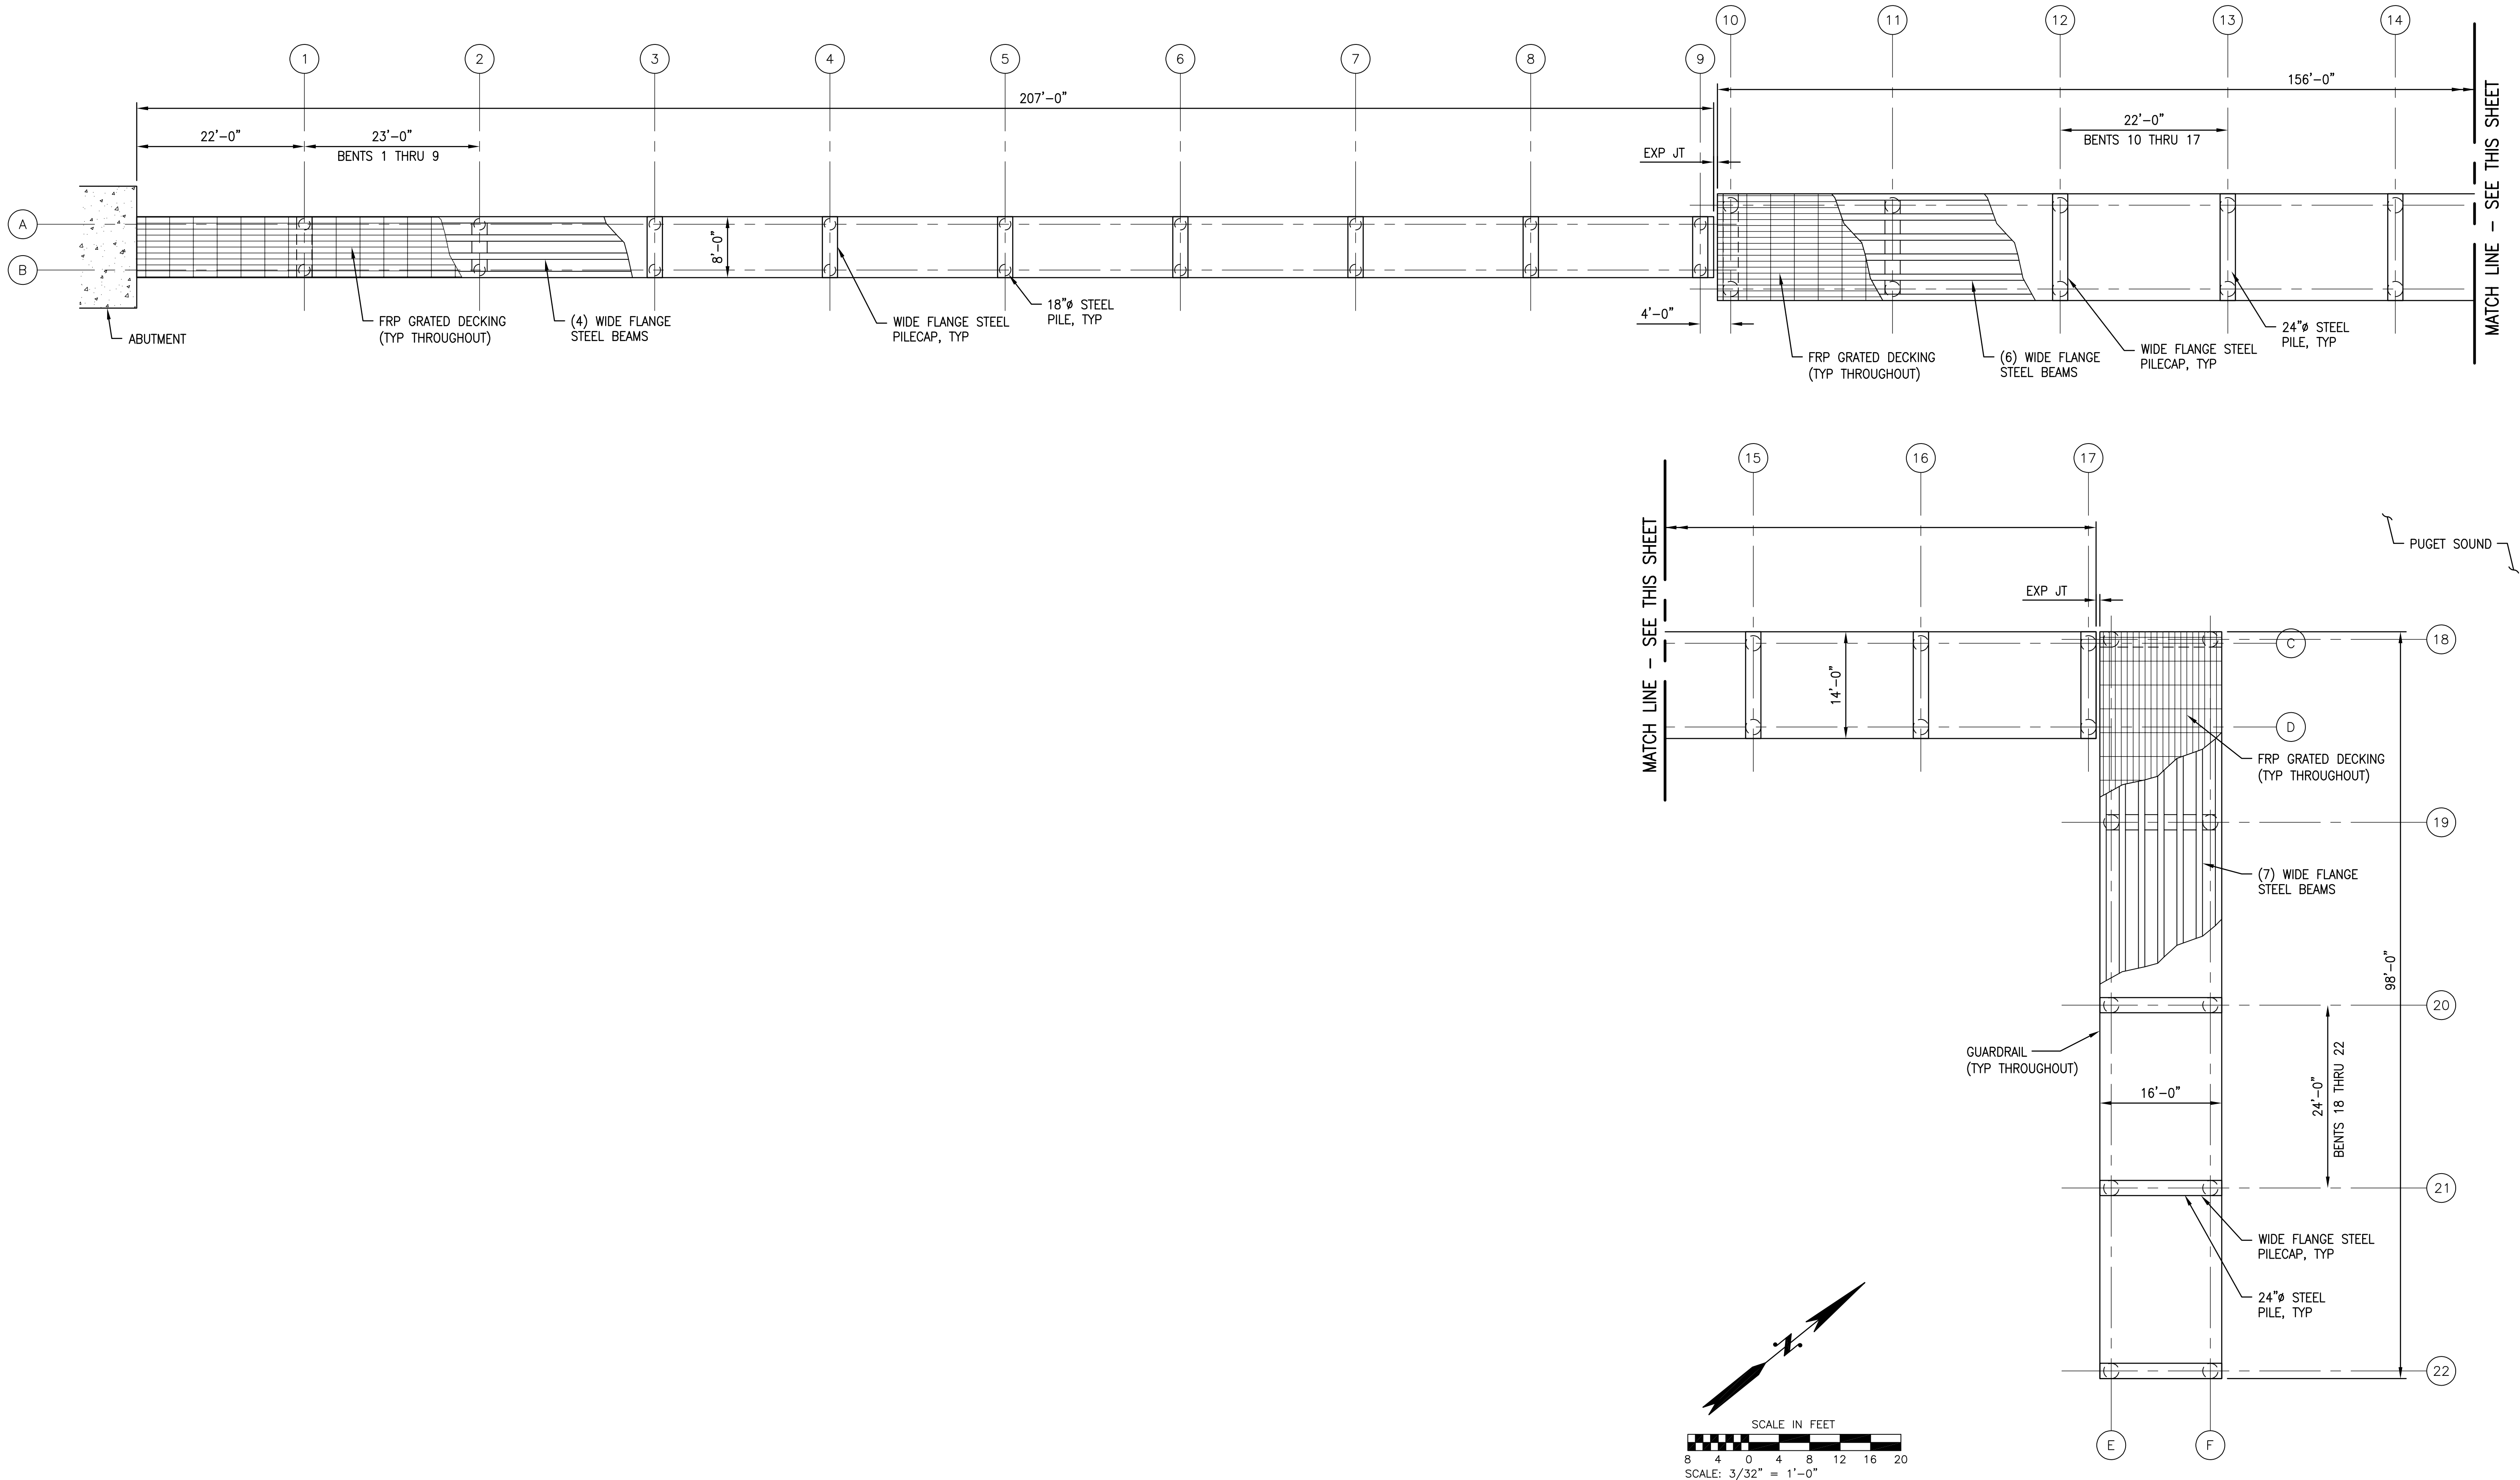 1
2
3
4
5
6
7
8
9
10
11
12
13
14
207'-0"
156'-0"
22'-0"
23'-0"
BENTS 1 THRU 9
22'-0"
BENTS 10 THRU 17
EXP JT
MATCH LINE - SEE THIS SHEET
A
B
8'-0"
ABUTMENT
FRP GRATED DECKING
(TYP THROUGHOUT)
(4) WIDE FLANGE
STEEL BEAMS
WIDE FLANGE STEEL
PILECAP, TYP
18"ø STEEL
PILE, TYP
4'-0"
FRP GRATED DECKING
(TYP THROUGHOUT)
(6) WIDE FLANGE
STEEL BEAMS
WIDE FLANGE STEEL
PILECAP, TYP
24"ø STEEL
PILE, TYP
15
16
17
MATCH LINE - SEE THIS SHEET
PUGET SOUND
EXP JT
14'-0"
C
D
18
FRP GRATED DECKING
(TYP THROUGHOUT)
19
(7) WIDE FLANGE
STEEL BEAMS
98'-0"
20
GUARDRAIL
(TYP THROUGHOUT)
16'-0"
24'-0"
BENTS 18 THRU 22
21
WIDE FLANGE STEEL
PILECAP, TYP
24"ø STEEL
PILE, TYP
22
E
F
N
SCALE IN FEET
8 4 0 4 8 12 16 20
SCALE: 3/32" = 1'-0"